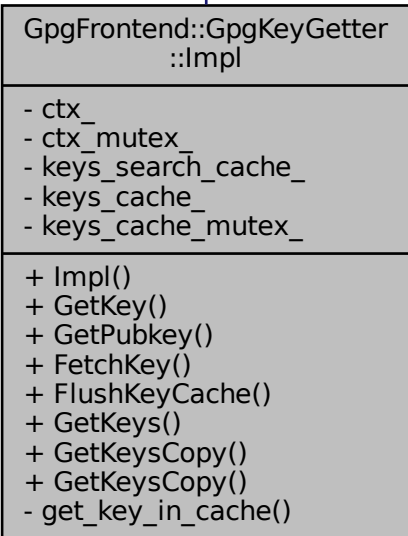 GpgFrontend::GpgKeyGetter
::Impl
- ctx_
- ctx_mutex_
- keys_search_cache_
- keys_cache_
- keys_cache_mutex_
+ Impl()
+ GetKey()
+ GetPubkey()
+ FetchKey()
+ FlushKeyCache()
+ GetKeys()
+ GetKeysCopy()
+ GetKeysCopy()
- get_key_in_cache()